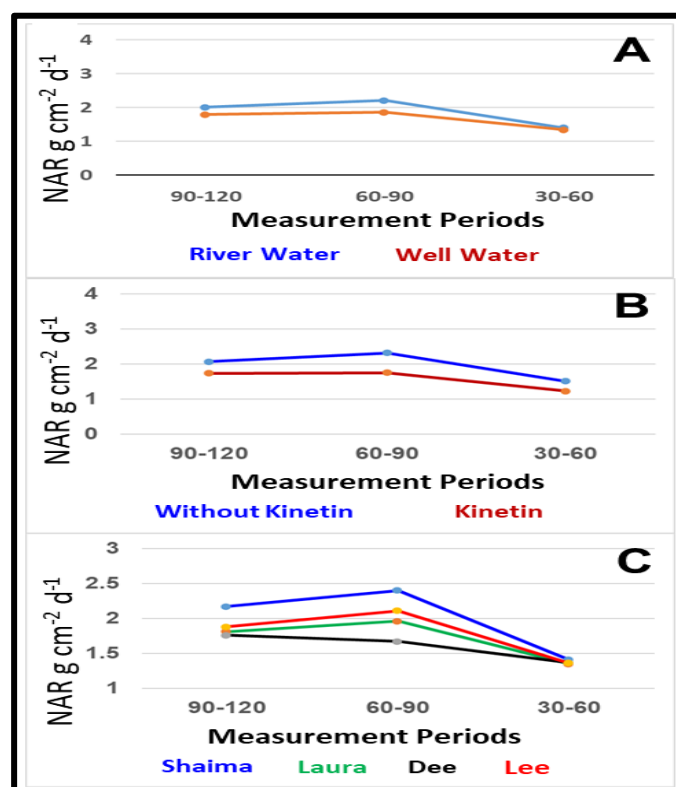 A
NAR g cm-2 d-1
4
3
2
1
0
90-120 60-90 30-60
Measurement Periods
River Water Well Water
B
NAR g cm-2 d-1
4
3
2
1
0
90-120 60-90 30-60
Measurement Periods
Without Kinetin Kinetin
C
NAR g cm-2 d-1
3
2.5
2
1.5
1
90-120 60-90 30-60
Measurement Periods
Shaima Laura Dee Lee